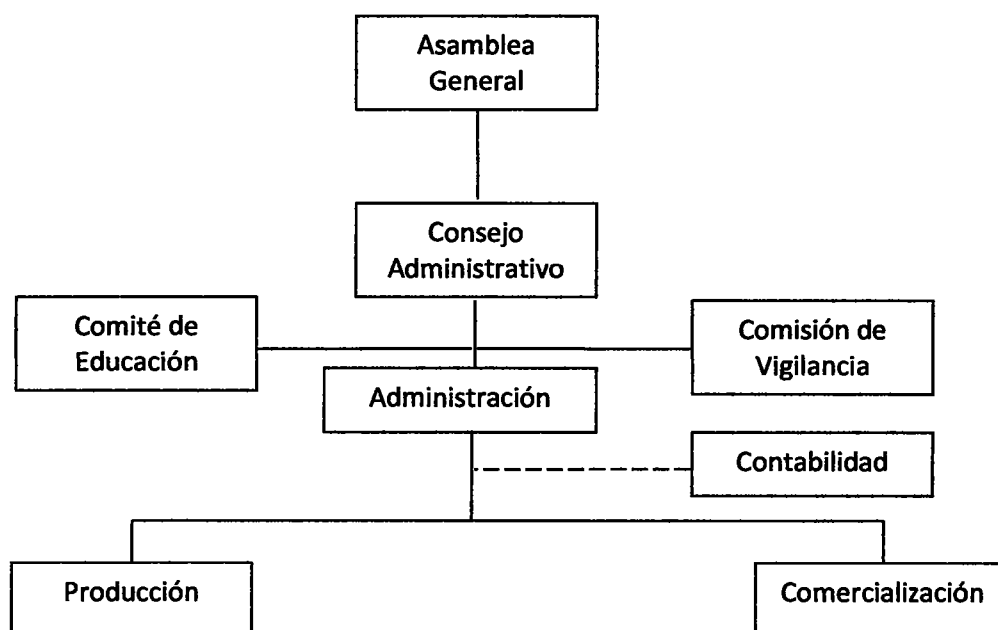 Asamblea
General
Consejo
Administrativo
Comité de
Educación
Comisión de
Vigilancia
Administración
Contabilidad
Producción
Comercialización